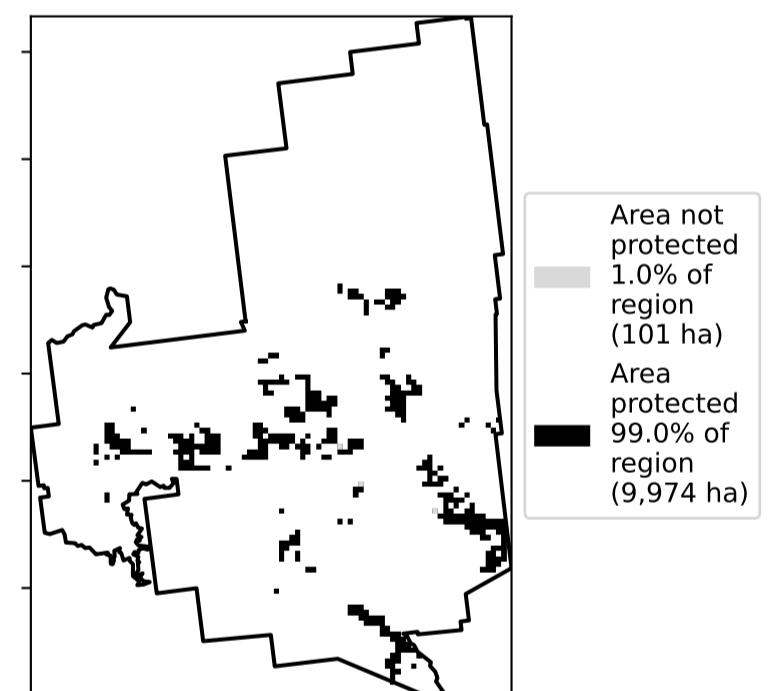 Area not
protected
1.0% of
region
(101 ha)
Area
protected
99.0% of
region
(9,974 ha)